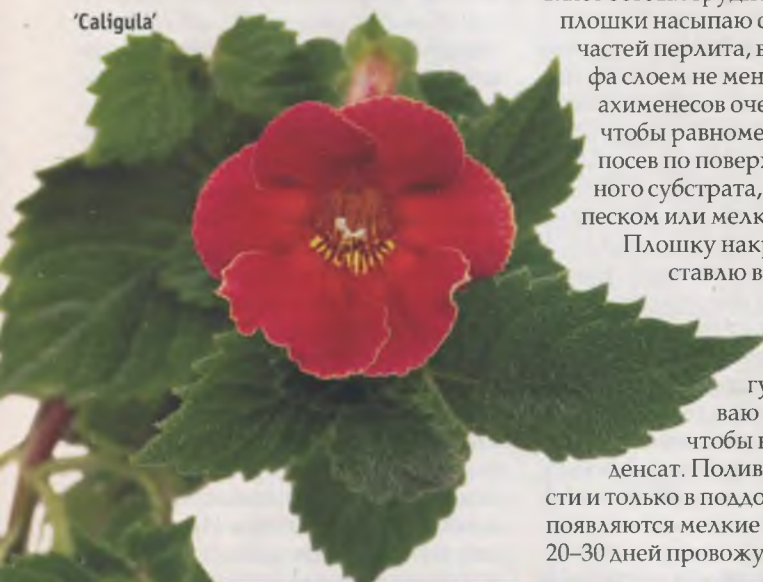 'Caligula'
плошки насыпаю с
частей перлита, в
фа слоем не мен
ахименесов оче
чтобы равноме
посев по поверх
ного субстрата,
песком или мелк
Плошку наку
ставлю в
гу
ваю
чтобы н
денсат. Полив
сти и только в поддо
появляются мелкие
20–30 дней провожу